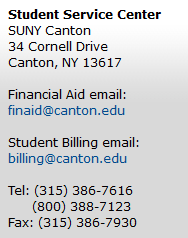 Student Service Center
SUNY Canton
34 Cornell Drive
Canton, NY 13617
Financial Aid email:
finaid@canton.edu
Student Billing email:
billing@canton.edu
Tel: (315) 386-7616
(800) 388-7123
Fax: (315) 386-7930